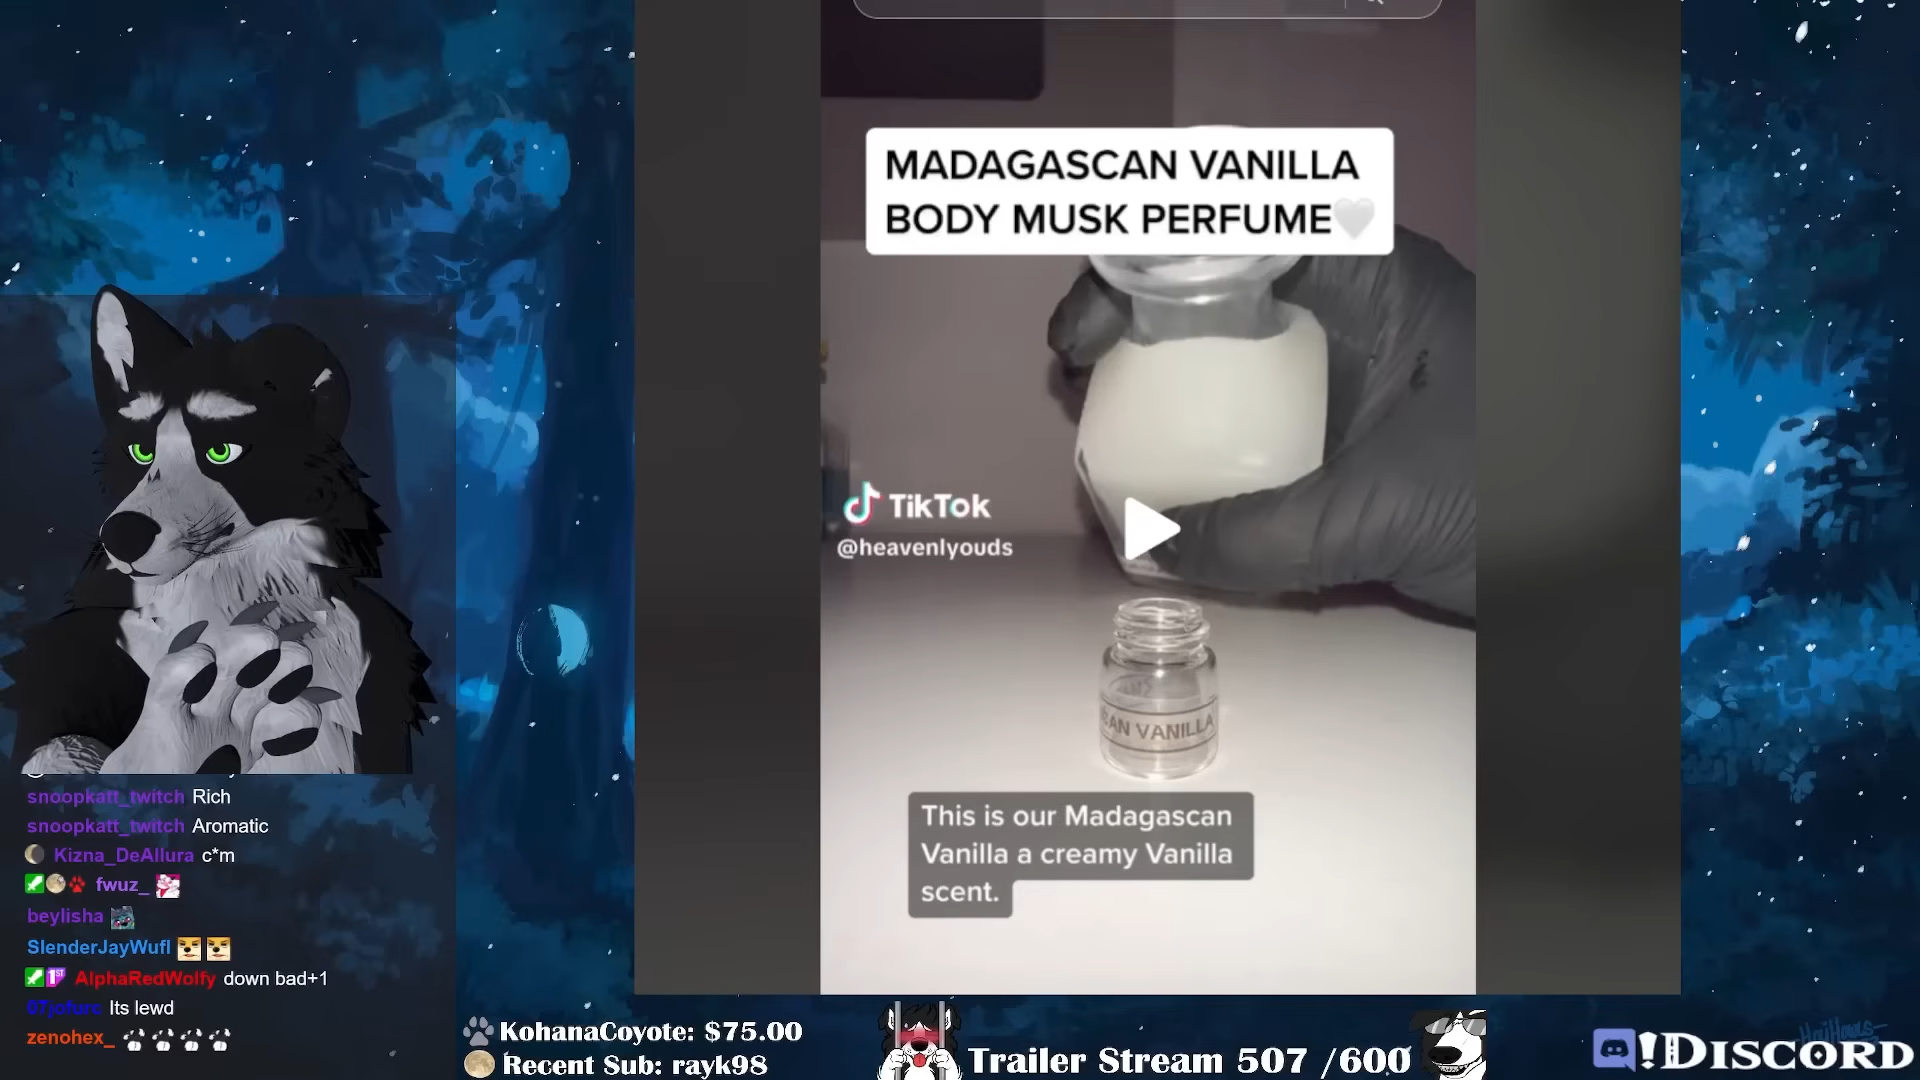 MADAGASCAN VANILLA
BODY MUSK PERFUME🤍
TikTok
@heavenlyouds
AN VANILLA
This is our Madagascan
Vanilla a creamy Vanilla
scent.
snoopkatt_twitch Rich
snoopkatt_twitch Aromatic
Kizna_DeAllura c*m
fwuz_
beylisha
SlenderJayWufl
1ST AlphaRedWolfy down bad+1
07jofurc Its lewd
zenohex_
KohanaCoyote: $75.00
Recent Sub: rayk98
Trailer Stream 507 /600
!DISCORD